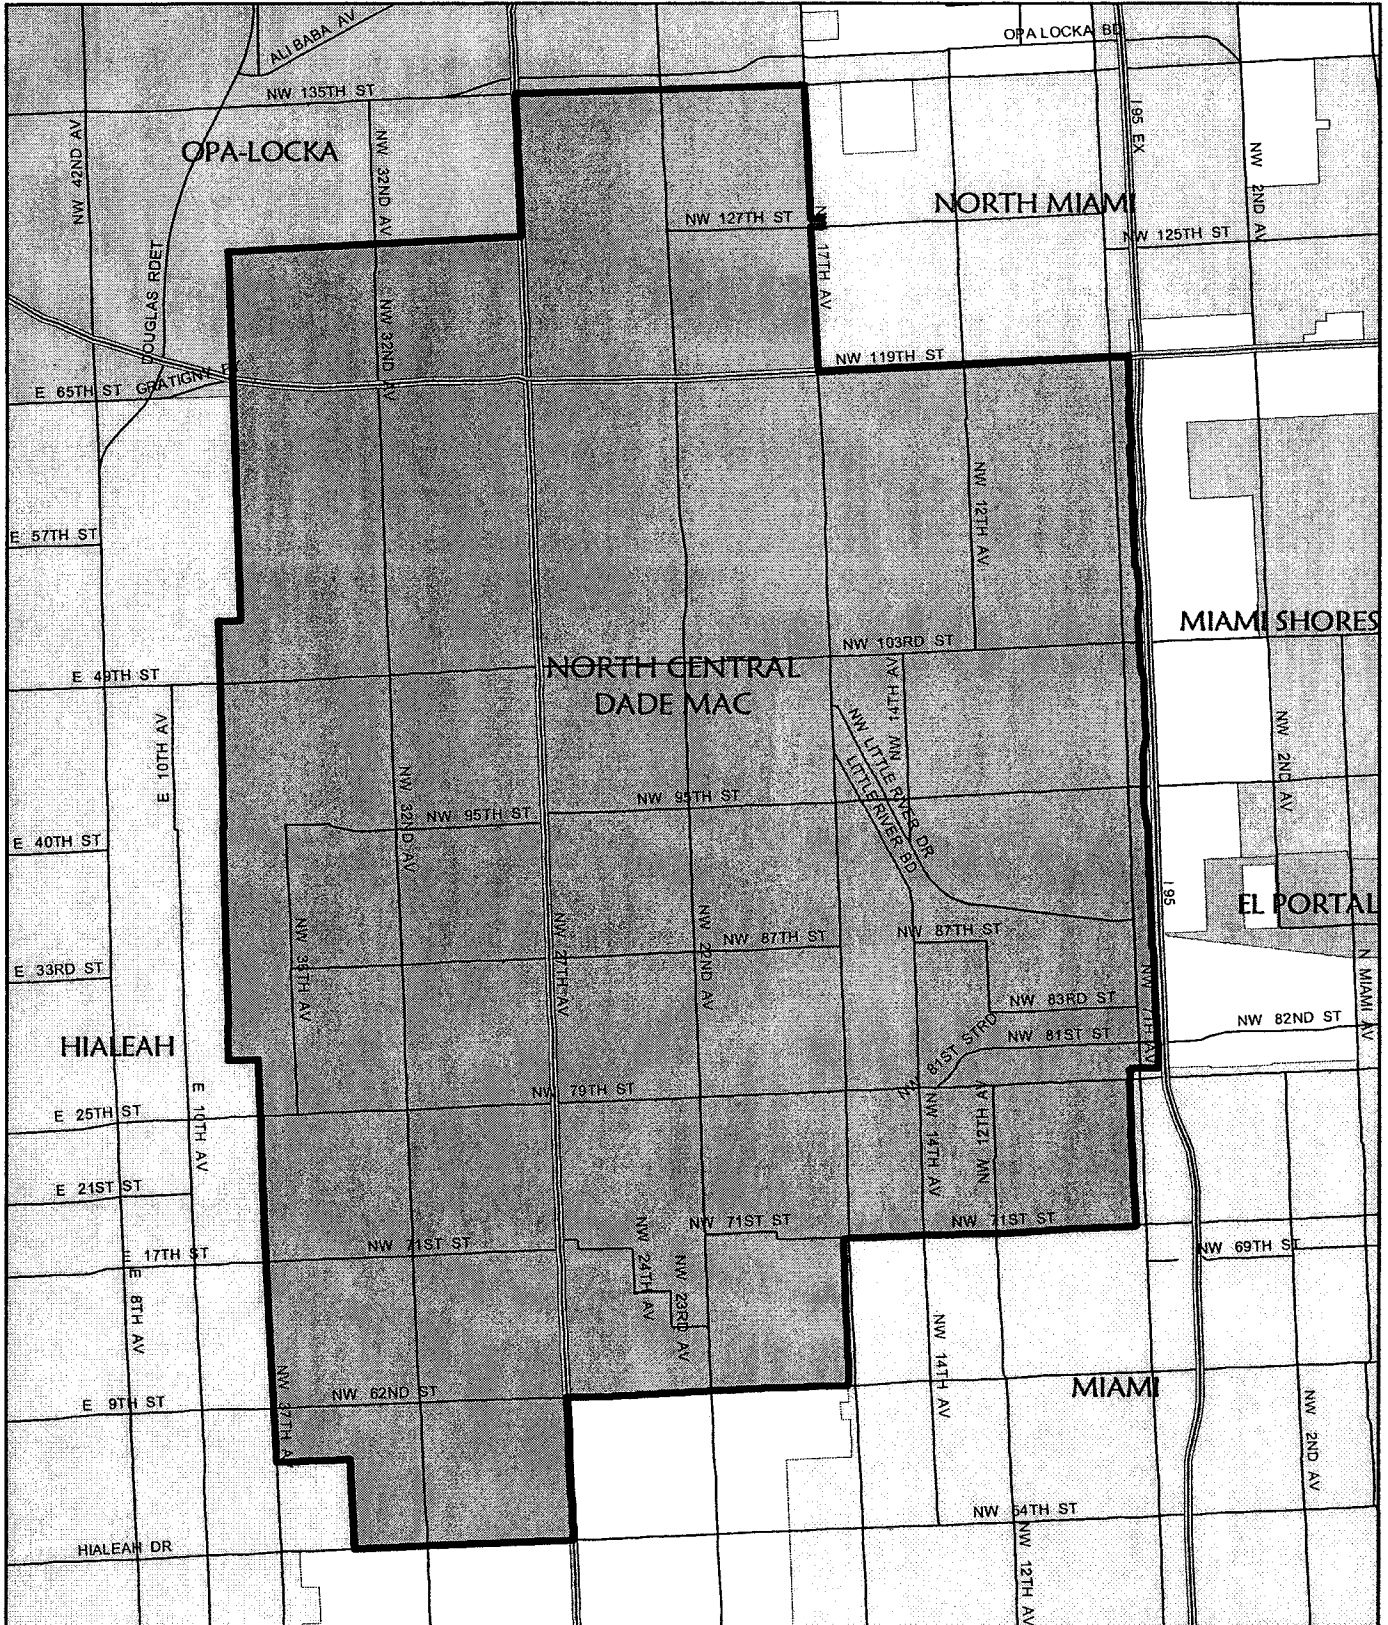 ALI BABA AV
OPA LOCKA BD
NW 135TH ST
I 95 EX
NW 42ND AV
OPA-LOCKA
NW 32ND AV
NW 2ND AV
NORTH MIAMI
NW 127TH ST
17TH AV
NW 125TH ST
DOUGLAS RDET
NW 32ND AV
NW 119TH ST
E 65TH ST
GRATIGNY
NW 12TH AV
E 57TH ST
MIAMI SHORES
NW 103RD ST
E 49TH ST
NORTH CENTRAL
DADE MAC
NW 14TH AV
E 10TH AV
NW LITTLE RIVER DR
LITTLE RIVER BD
NW 2ND AV
NW 32ND AV
NW 95TH ST
NW 95TH ST
E 40TH ST
I 95
EL PORTAL
NW 36TH AV
NW 27TH AV
NW 22ND AV
NW 87TH ST
NW 87TH ST
E 33RD ST
NW 7TH AV
N MIAMI AV
NW 83RD ST
NW 82ND ST
HIALEAH
NW 81ST STRD
NW 81ST ST
NW 79TH ST
E 25TH ST
E 10TH AV
NW 14TH AV
NW 12TH AV
E 21ST ST
NW 71ST ST
NW 71ST ST
NW 71ST ST
E 17TH ST
NW 69TH ST
NW 24TH AV
NW 23RD AV
E 8TH AV
NW 14TH AV
NW 62ND ST
MIAMI
E 9TH ST
NW 37TH A
NW 2ND AV
NW 54TH ST
HIALEAH DR
NW 12TH AV